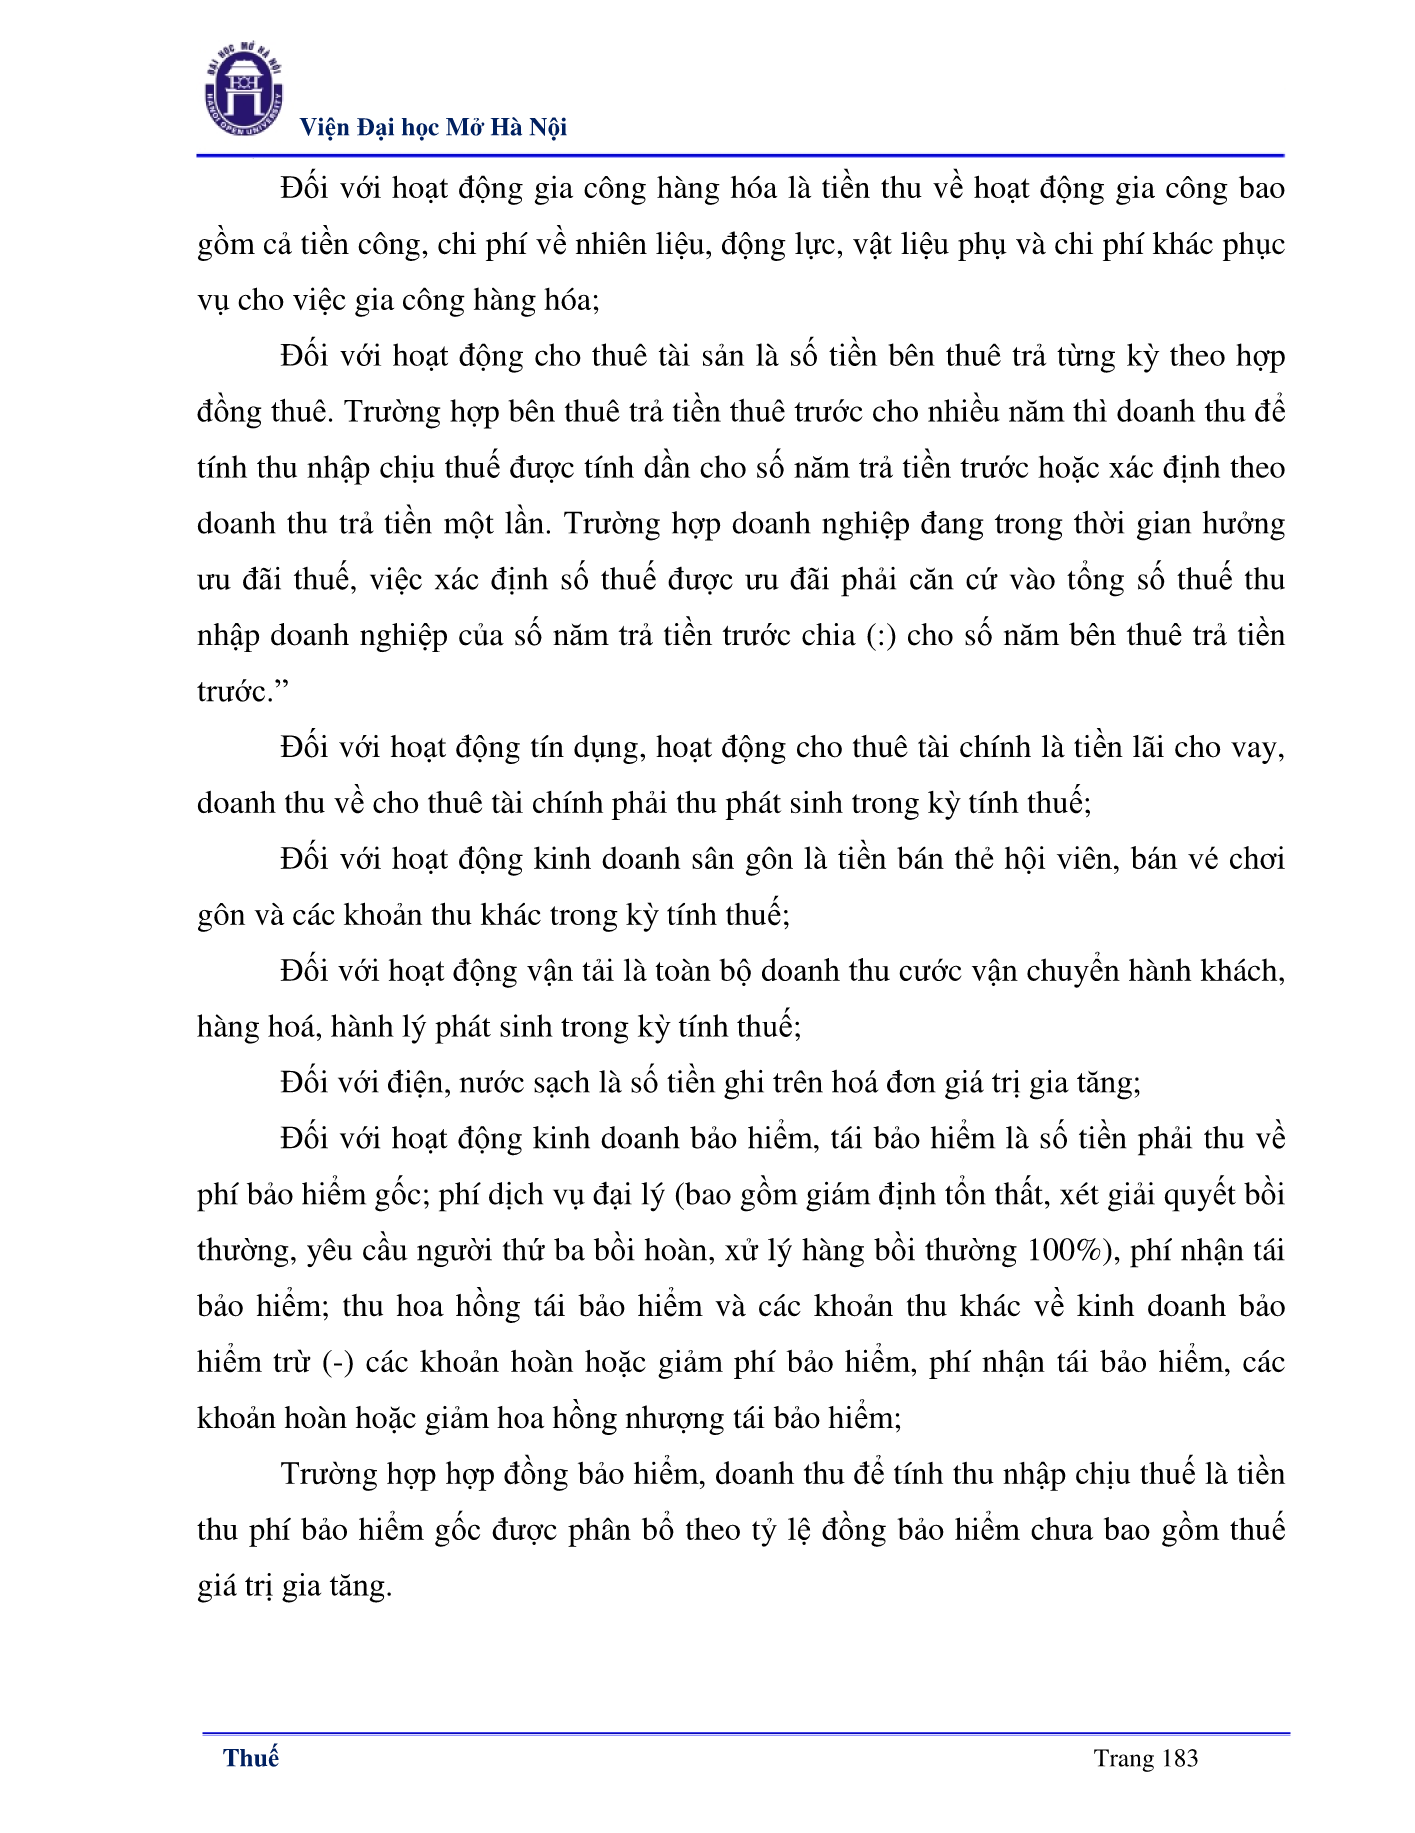 ĐẠI HỌC MỞ HÀ NỘI
HANOI OPEN UNIVERSITY
Viện Đại học Mở Hà Nội
Đối với hoạt động gia công hàng hóa là tiền thu về hoạt động gia công bao
gồm cả tiền công, chi phí về nhiên liệu, động lực, vật liệu phụ và chi phí khác phục
vụ cho việc gia công hàng hóa;
Đối với hoạt động cho thuê tài sản là số tiền bên thuê trả từng kỳ theo hợp
đồng thuê. Trường hợp bên thuê trả tiền thuê trước cho nhiều năm thì doanh thu để
tính thu nhập chịu thuế được tính dần cho số năm trả tiền trước hoặc xác định theo
doanh thu trả tiền một lần. Trường hợp doanh nghiệp đang trong thời gian hưởng
ưu đãi thuế, việc xác định số thuế được ưu đãi phải căn cứ vào tổng số thuế thu
nhập doanh nghiệp của số năm trả tiền trước chia (:) cho số năm bên thuê trả tiền
trước.”
Đối với hoạt động tín dụng, hoạt động cho thuê tài chính là tiền lãi cho vay,
doanh thu về cho thuê tài chính phải thu phát sinh trong kỳ tính thuế;
Đối với hoạt động kinh doanh sân gôn là tiền bán thẻ hội viên, bán vé chơi
gôn và các khoản thu khác trong kỳ tính thuế;
Đối với hoạt động vận tải là toàn bộ doanh thu cước vận chuyển hành khách,
hàng hoá, hành lý phát sinh trong kỳ tính thuế;
Đối với điện, nước sạch là số tiền ghi trên hoá đơn giá trị gia tăng;
Đối với hoạt động kinh doanh bảo hiểm, tái bảo hiểm là số tiền phải thu về
phí bảo hiểm gốc; phí dịch vụ đại lý (bao gồm giám định tổn thất, xét giải quyết bồi
thường, yêu cầu người thứ ba bồi hoàn, xử lý hàng bồi thường 100%), phí nhận tái
bảo hiểm; thu hoa hồng tái bảo hiểm và các khoản thu khác về kinh doanh bảo
hiểm trừ (-) các khoản hoàn hoặc giảm phí bảo hiểm, phí nhận tái bảo hiểm, các
khoản hoàn hoặc giảm hoa hồng nhượng tái bảo hiểm;
Trường hợp hợp đồng bảo hiểm, doanh thu để tính thu nhập chịu thuế là tiền
thu phí bảo hiểm gốc được phân bổ theo tỷ lệ đồng bảo hiểm chưa bao gồm thuế
giá trị gia tăng.
Thuế
Trang 183